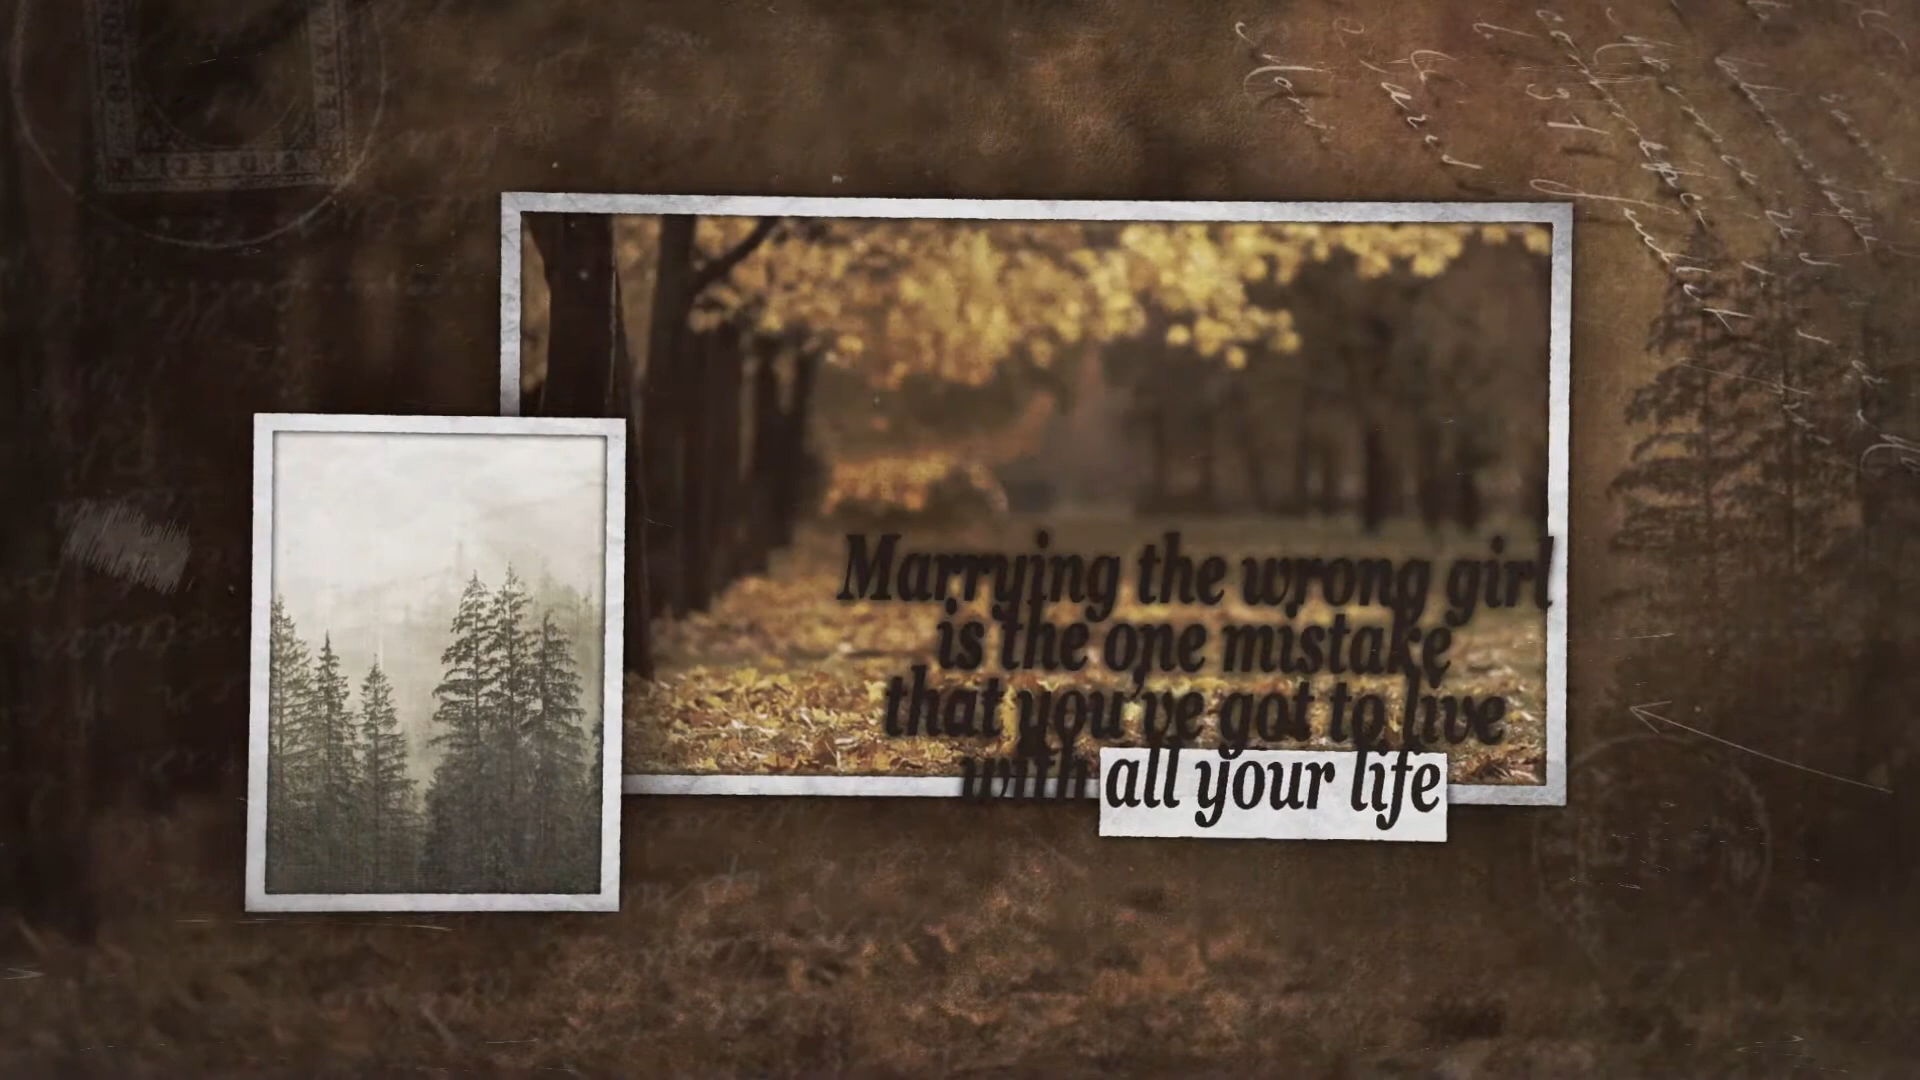 Marrying the wrong girl
is the one mistake
that you've got to live
with all your life